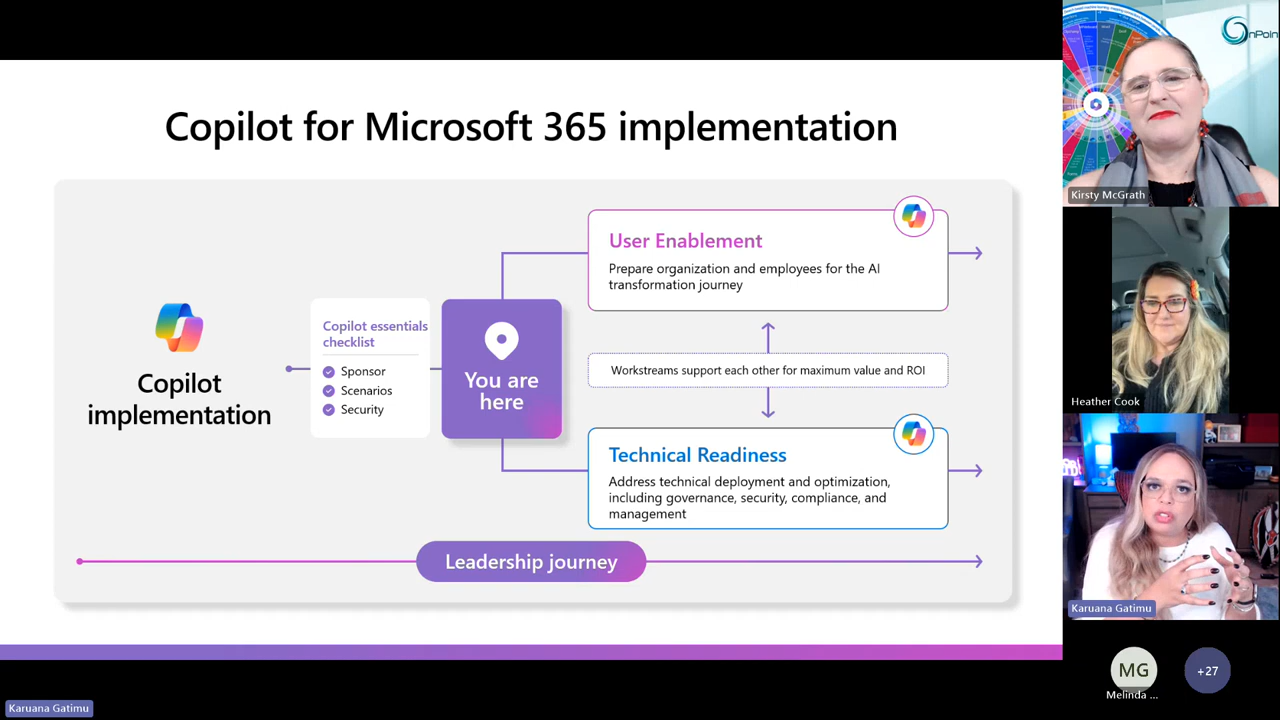 Copilot for Microsoft 365 implementation
Copilot
implementation
Copilot essentials
checklist
Sponsor
Scenarios
Security
You are
here
User Enablement
Prepare organization and employees for the AI
transformation journey
Workstreams support each other for maximum value and ROI
Technical Readiness
Address technical deployment and optimization,
including governance, security, compliance, and
management
Leadership journey
Karuana Gatimu
nPoin
Kirsty McGrath
Heather Cook
Karuana Gatimu
MG
Melinda ...
+27